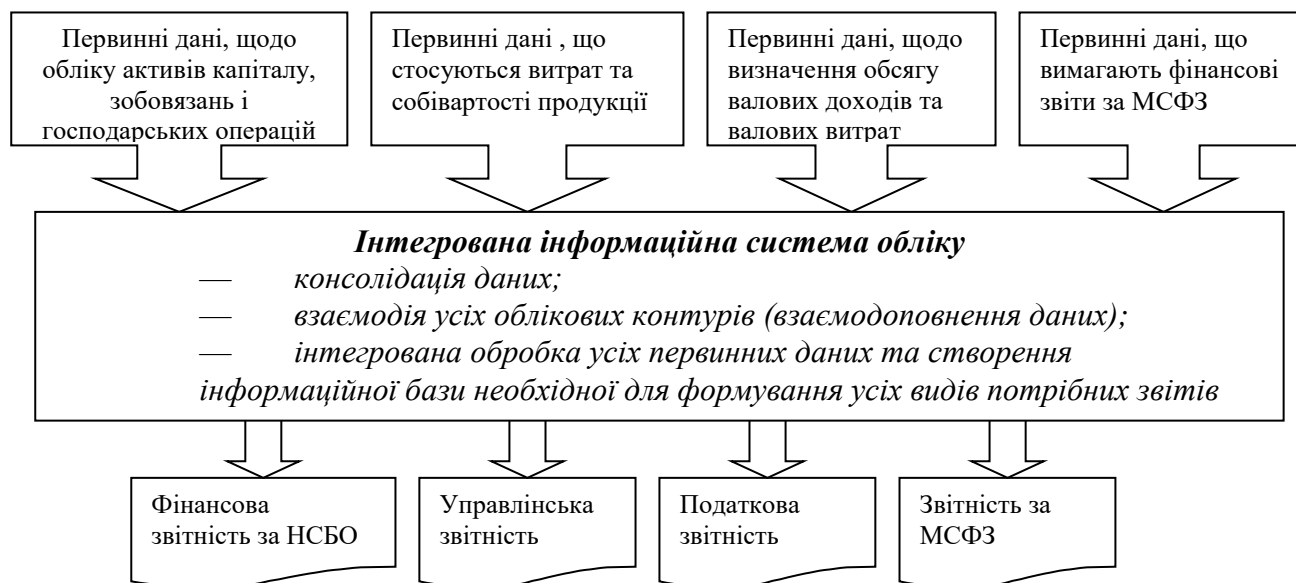 Первинні дані, щодо
обліку активів капіталу,
зобовязань і
господарських операцій
Первинні дані , що
стосуються витрат та
собівартості продукції
Первинні дані, щодо
визначення обсягу
валових доходів та
валових витрат
Первинні дані, що
вимагають фінансові
звіти за МСФЗ
Інтегрована інформаційна система обліку
— консолідація даних;
— взаємодія усіх облікових контурів (взаємодоповнення даних);
— інтегрована обробка усіх первинних даних та створення
інформаційної бази необхідної для формування усіх видів потрібних звітів
Фінансова
звітність за НСБО
Управлінська
звітність
Податкова
звітність
Звітність за
МСФЗ